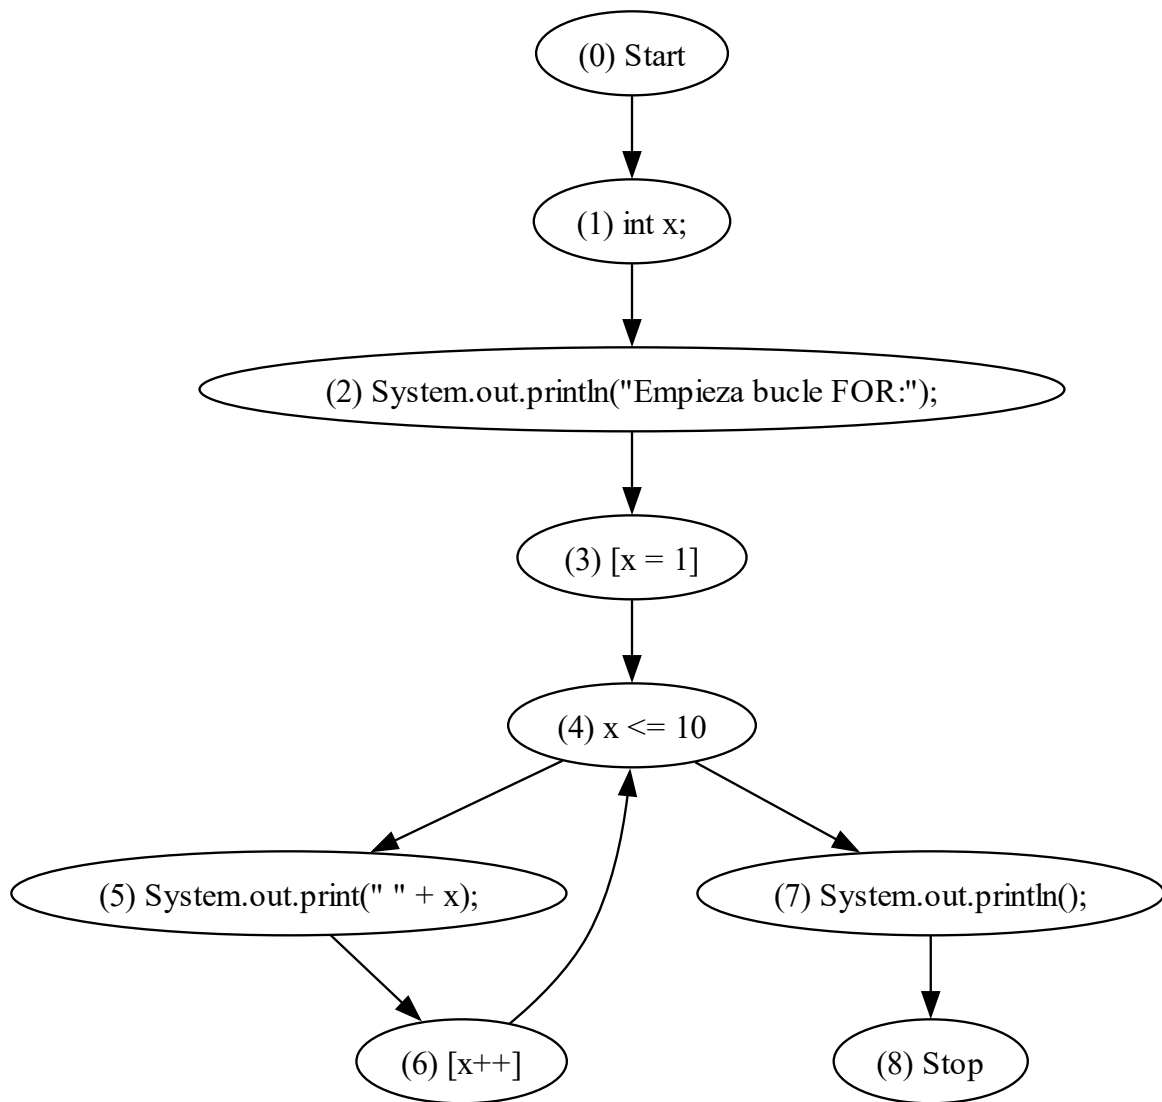 (0) Start
(1) int x;
(2) System.out.println("Empieza bucle FOR:");
(3) [x = 1]
(4) x <= 10
(5) System.out.print(" " + x);
(7) System.out.println();
(6) [x++]
(8) Stop